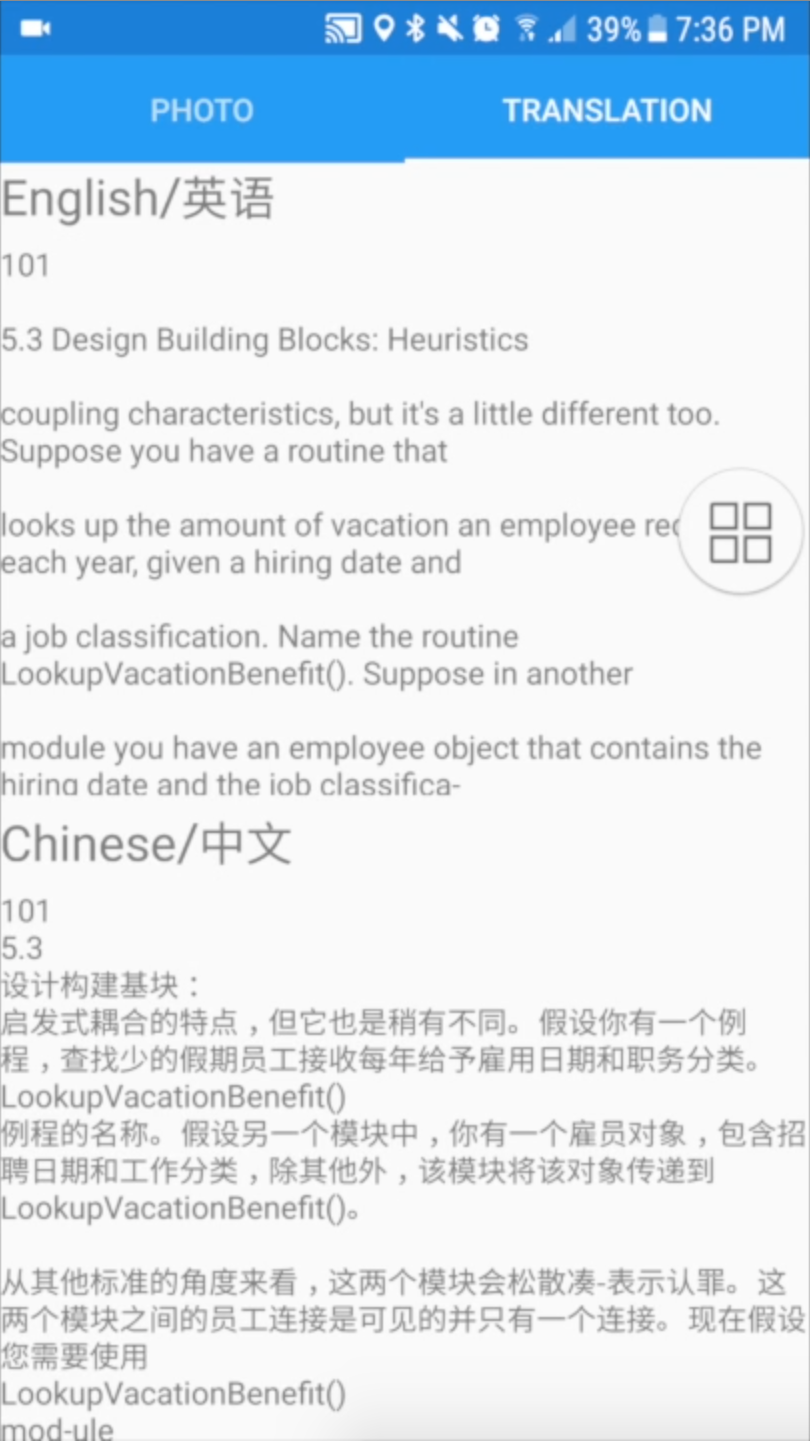 39% 7:36 PM
PHOTO TRANSLATION
English/英语
101
5.3 Design Building Blocks: Heuristics
coupling characteristics, but it's a little different too.
Suppose you have a routine that
looks up the amount of vacation an employee
each year, given a hiring date and
a job classification. Name the routine
LookupVacationBenefit(). Suppose in another
module you have an employee object that contains the
hiring date and the job classifica-
Chinese/中文
101
5.3
设计构建基块：
启发式耦合的特点，但它也是稍有不同。假设你有一个例
程，查找少的假期员工接收每年给予雇用日期和职务分类。
LookupVacationBenefit()
例程的名称。假设另一个模块中，你有一个雇员对象，包含招
聘日期和工作分类，除其他外，该模块将该对象传递到
LookupVacationBenefit()。
从其他标准的角度来看，这两个模块会松散凑-表示认罪。这
两个模块之间的员工连接是可见的并只有一个连接。现在假设
您需要使用
LookupVacationBenefit()
mod-ule